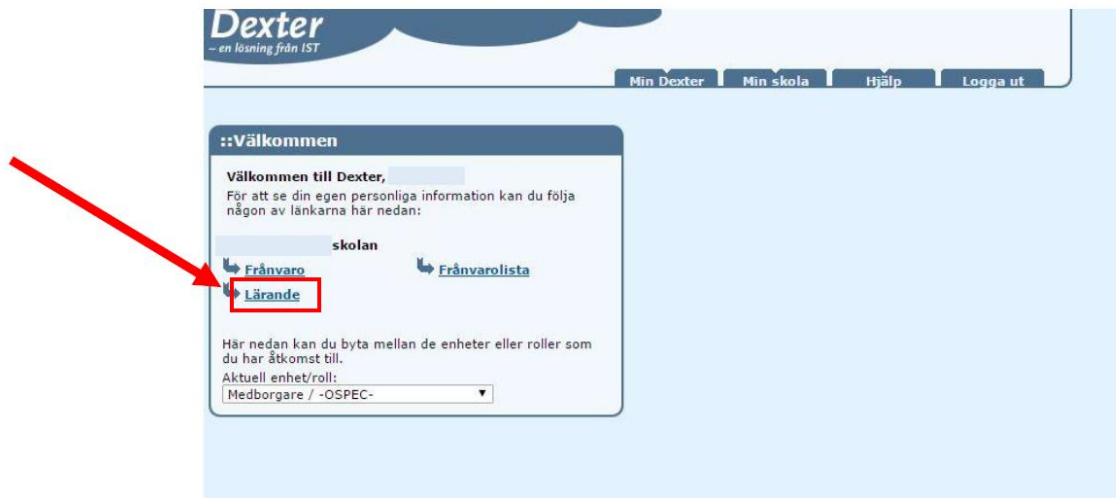 Dexter
– en lösning från IST
Min Dexter Min skola Hjälp Logga ut
::Välkommen
Välkommen till Dexter,
För att se din egen personliga information kan du följa
någon av länkarna här nedan:
skolan
Frånvaro Frånvarolista
Lärande
Här nedan kan du byta mellan de enheter eller roller som
du har åtkomst till.
Aktuell enhet/roll:
Medborgare / -OSPEC-